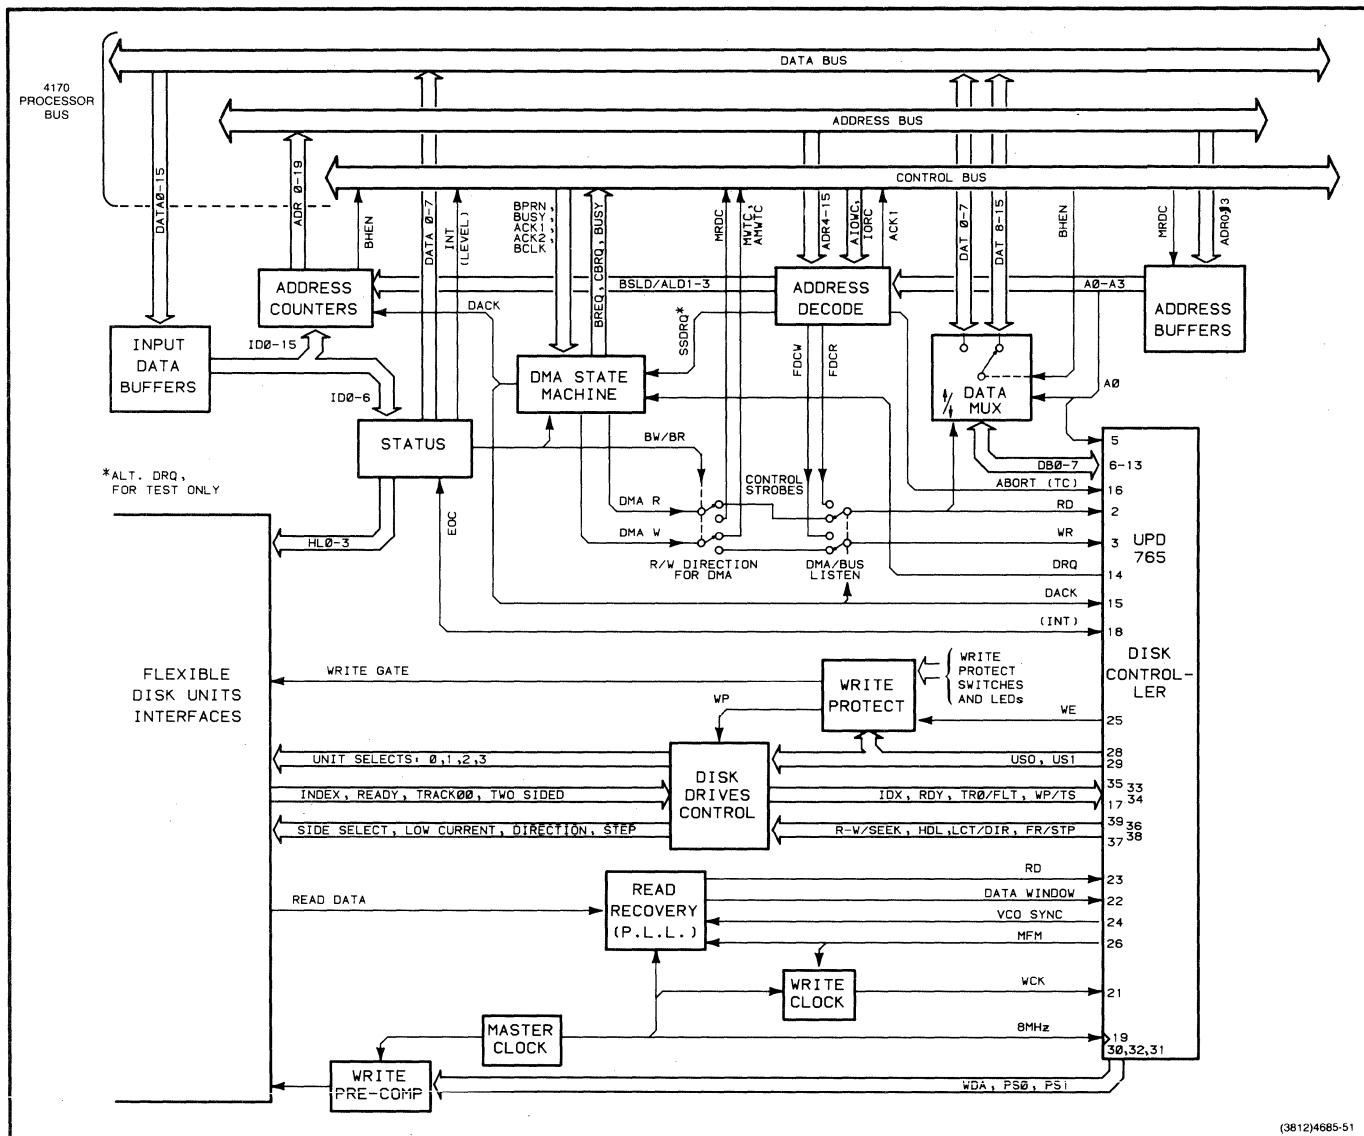 DATA BUS
4170
PROCESSOR
BUS
ADDRESS BUS
CONTROL BUS
DATA0-15
ADR 0-19
BHEN
DATA 0-7
INT
(LEVEL)
BPRN,
BUSY,
ACK1
ACK2
BCLK
BREQ, CBRQ, BUSY
MRDC
MWTC,
AMWTC
ADR4-15
AIOWC,
IORC
ACK1
DAT 0-7
DAT 8-15
BHEN
MRDC
ADR0-13
ADDRESS
COUNTERS
BSLD/ALD1-3
ADDRESS
DECODE
A0-A3
ADDRESS
BUFFERS
DACK
SSDRQ*
INPUT
DATA
BUFFERS
ID0-15
ID0-6
DMA STATE
MACHINE
FDCW
FDCR
DATA
MUX
A0
STATUS
BW/BR
5
DB0-7
6-13
*ALT. DRQ,
FOR TEST ONLY
CONTROL
STROBES
ABORT (TC)
16
EOC
DMA R
RD
2
HL0-3
DMA W
WR
3
UPD
765
R/W DIRECTION
FOR DMA
DMA/BUS
LISTEN
DRQ
14
DACK
15
(INT)
18
FLEXIBLE
DISK UNITS
INTERFACES
WRITE GATE
WRITE
PROTECT
WRITE
PROTECT
SWITCHES
AND LEDs
DISK
CONTROL-
LER
WP
WE
25
UNIT SELECTS: 0,1,2,3
DISK
DRIVES
CONTROL
US0, US1
28
29
INDEX, READY, TRACK00, TWO SIDED
IDX, RDY, TR0/FLT, WP/TS
35
33
17
34
SIDE SELECT, LOW CURRENT, DIRECTION, STEP
R-W/SEEK, HDL ,LCT/DIR, FR/STP
39
36
37
38
READ DATA
READ
RECOVERY
(P.L.L.)
RD
23
DATA WINDOW
22
VCO SYNC
24
MFM
26
WRITE
CLOCK
WCK
21
MASTER
CLOCK
8MHz
19
30,32,31
WRITE
PRE-COMP
WDA, PS0, PS1
(3812)4685-51